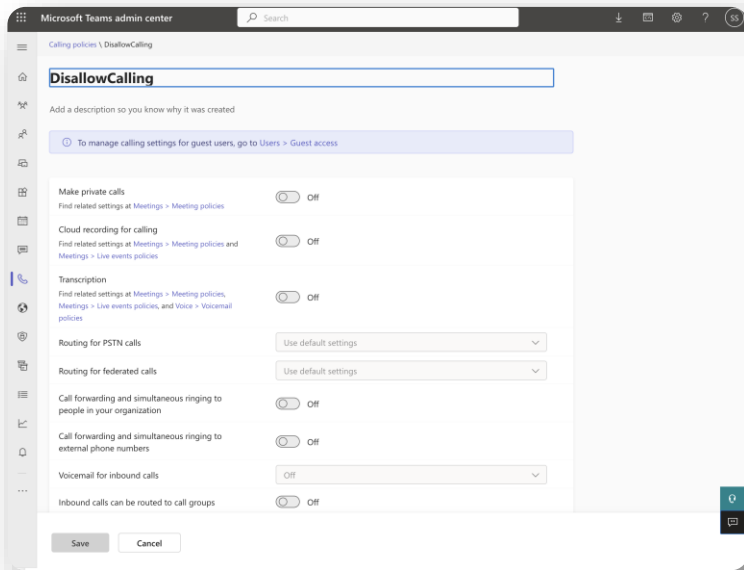 Microsoft Teams admin center
Search
?
SS
Calling policies \ DisallowCalling
DisallowCalling
Add a description so you know why it was created
To manage calling settings for guest users, go to Users > Guest access
Make private calls
Off
Find related settings at Meetings > Meeting policies
Cloud recording for calling
Off
Find related settings at Meetings > Meeting policies and
Meetings > Live events policies
Transcription
Off
Find related settings at Meetings > Meeting policies,
Meetings > Live events policies, and Voice > Voicemail
policies
Routing for PSTN calls
Use default settings
Routing for federated calls
Use default settings
Call forwarding and simultaneous ringing to
people in your organization
Off
Call forwarding and simultaneous ringing to
external phone numbers
Off
Voicemail for inbound calls
Off
Inbound calls can be routed to call groups
Off
Save
Cancel